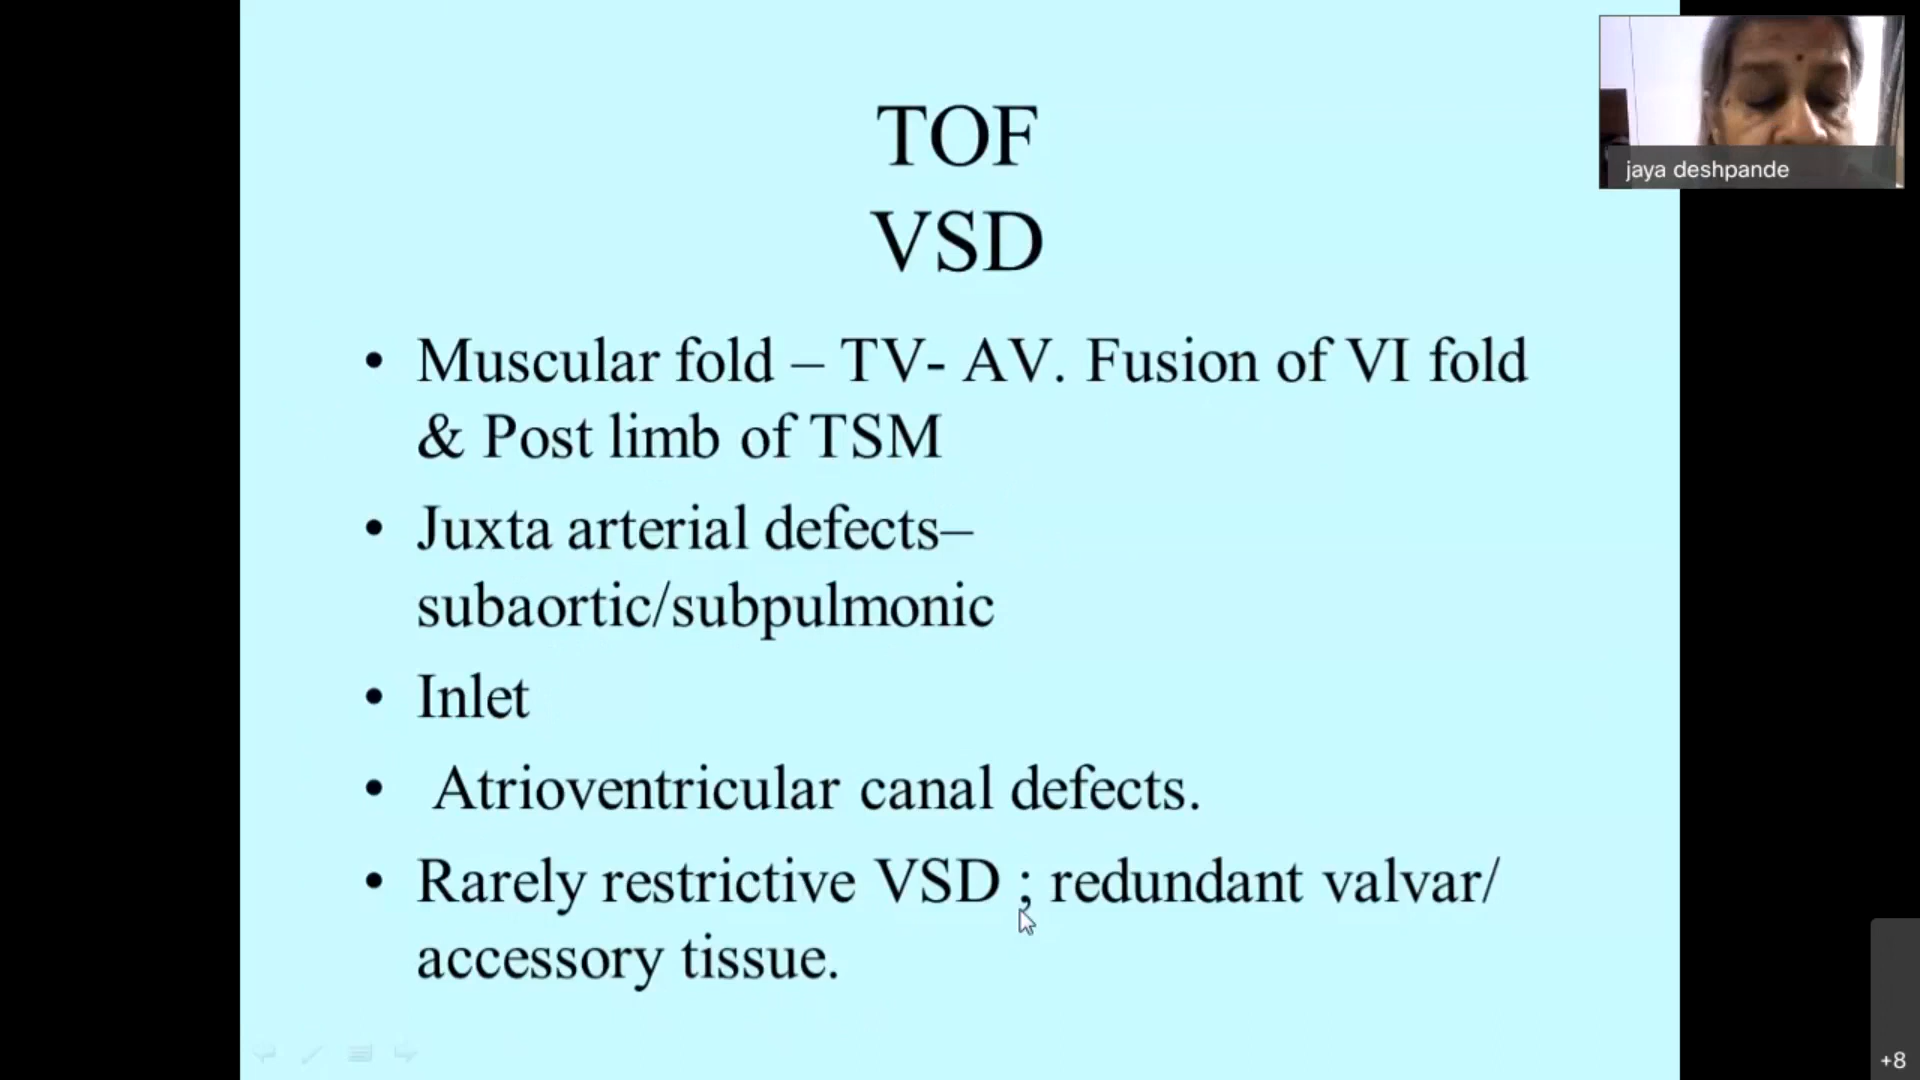 TOF
VSD
• Muscular fold – TV- AV. Fusion of VI fold
& Post limb of TSM
• Juxta arterial defects–
subaortic/subpulmonic
• Inlet
• Atrioventricular canal defects.
• Rarely restrictive VSD ; redundant valvar/
accessory tissue.
jaya deshpande
+8